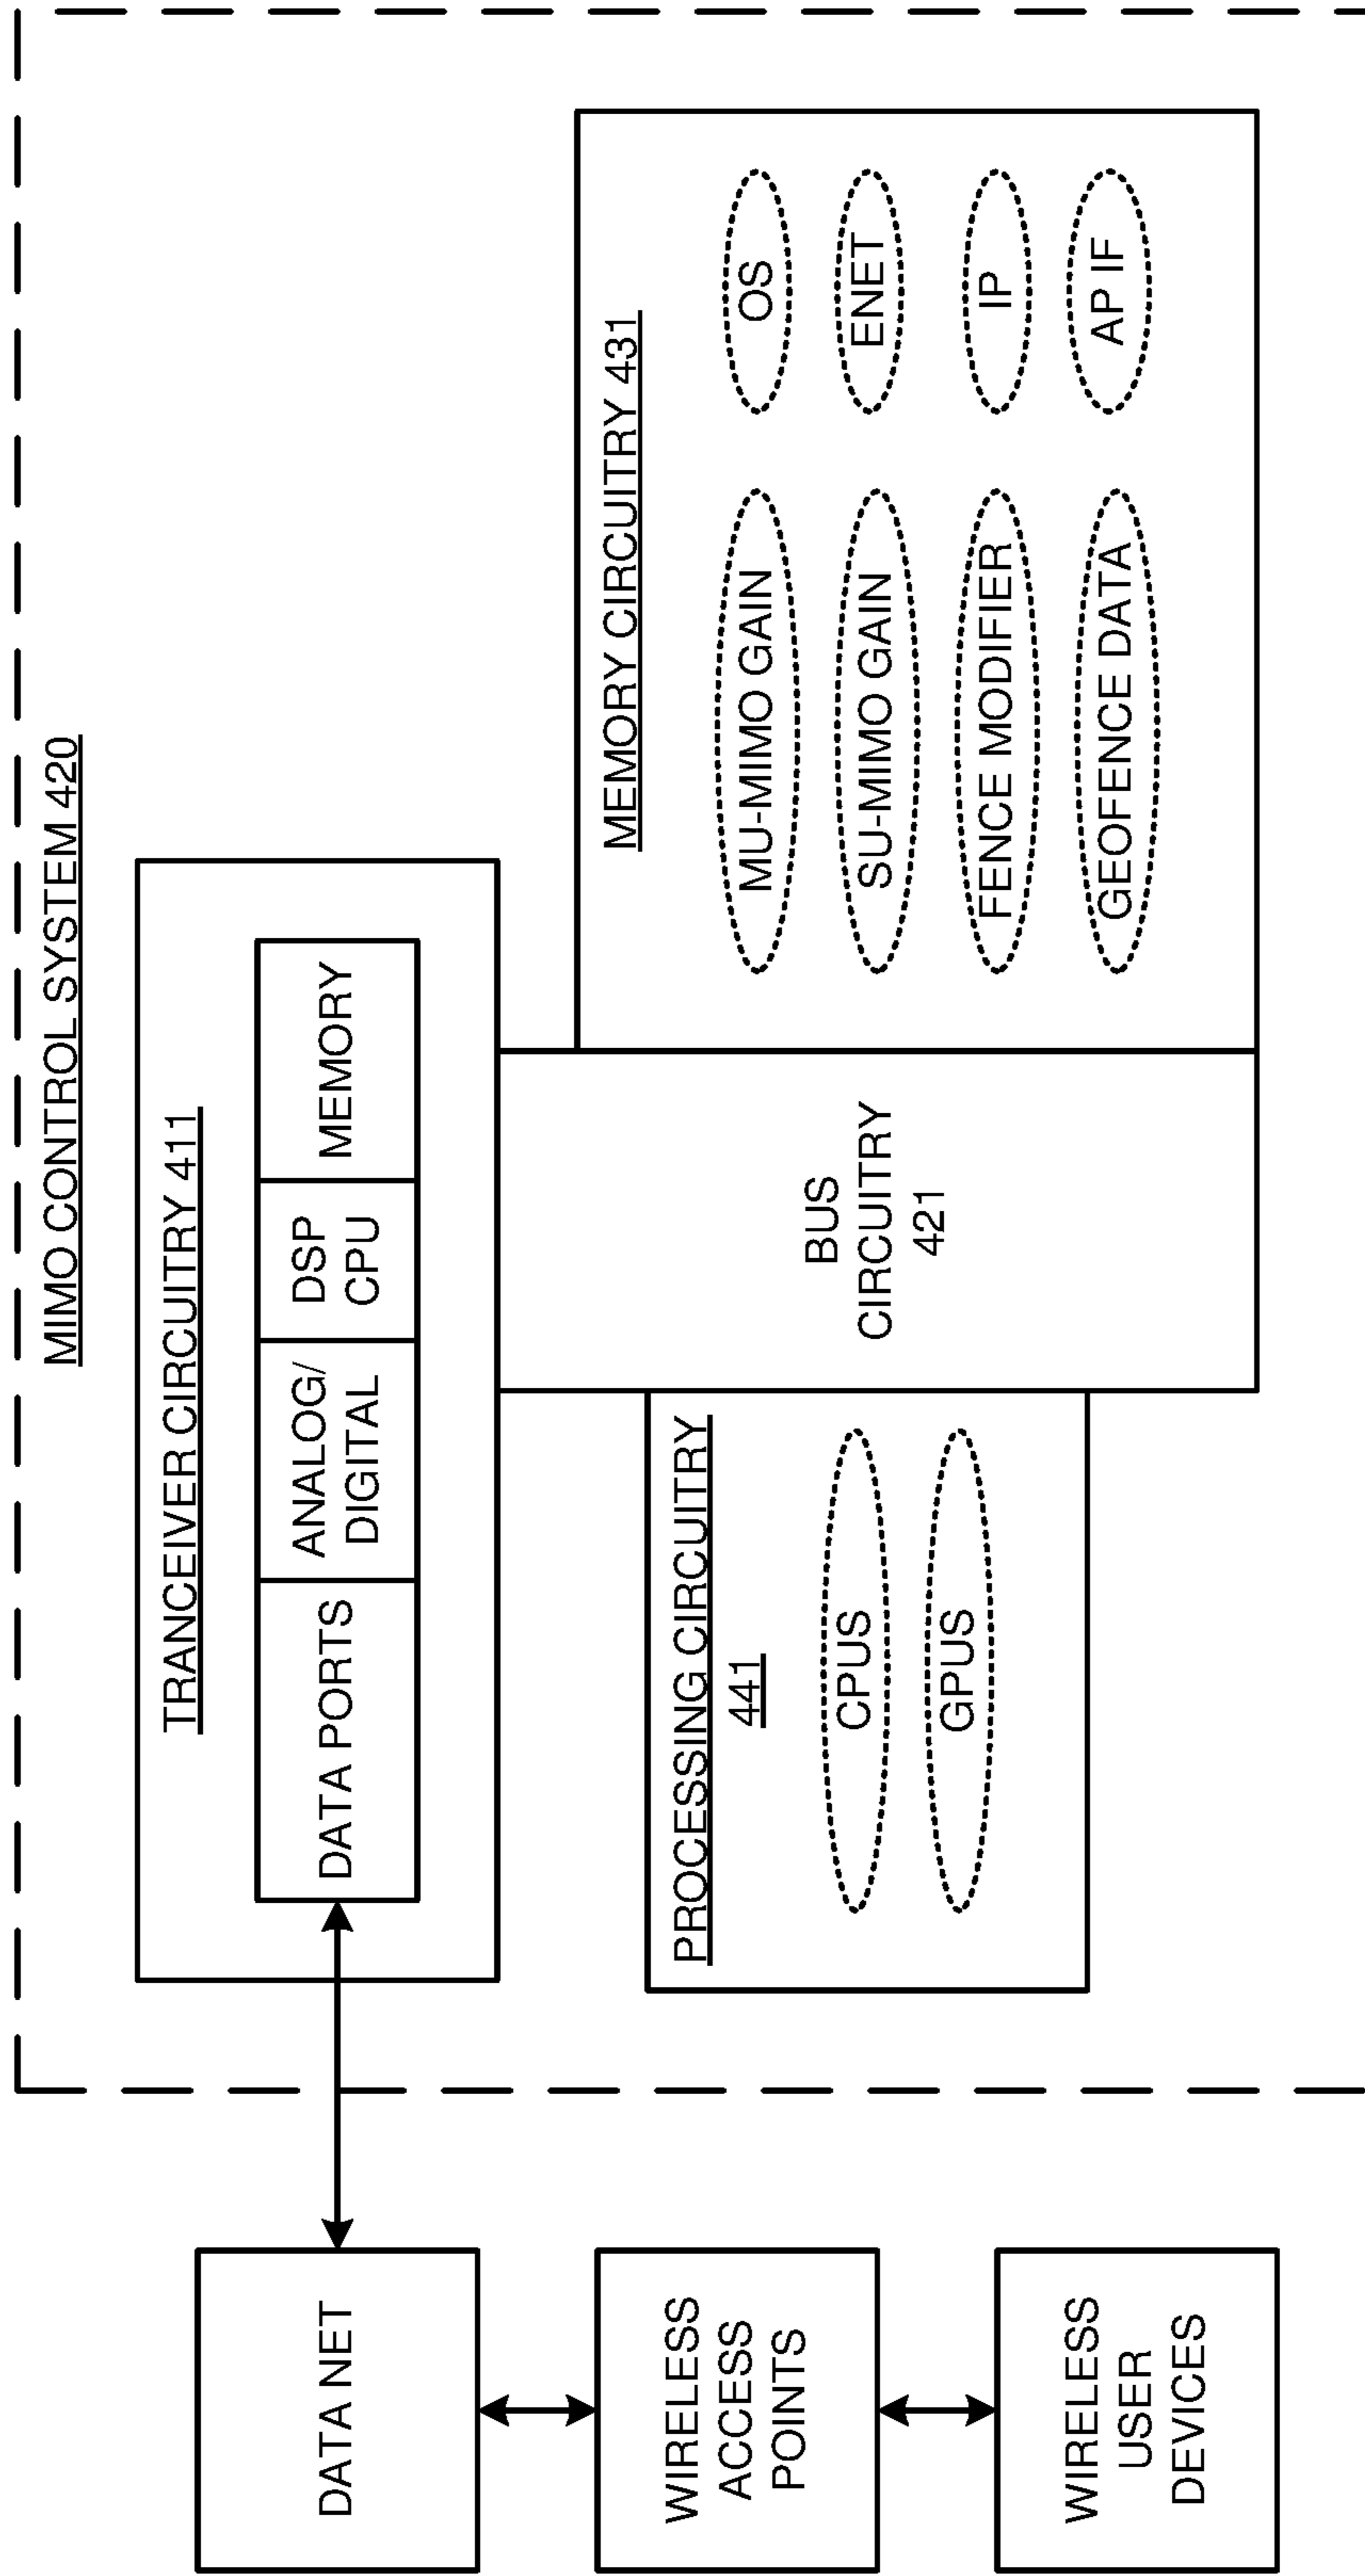 MIMO CONTROL SYSTEM 420
TRANCEIVER CIRCUITRY 411
DATA PORTS
ANALOG/
DIGITAL
DSP
CPU
MEMORY
DATA NET
WIRELESS
ACCESS
POINTS
WIRELESS
USER
DEVICES
PROCESSING CIRCUITRY
441
CPUS
GPUS
BUS
CIRCUITRY
421
MEMORY CIRCUITRY 431
MU-MIMO GAIN
SU-MIMO GAIN
FENCE MODIFIER
GEOFENCE DATA
OS
ENET
IP
AP IF